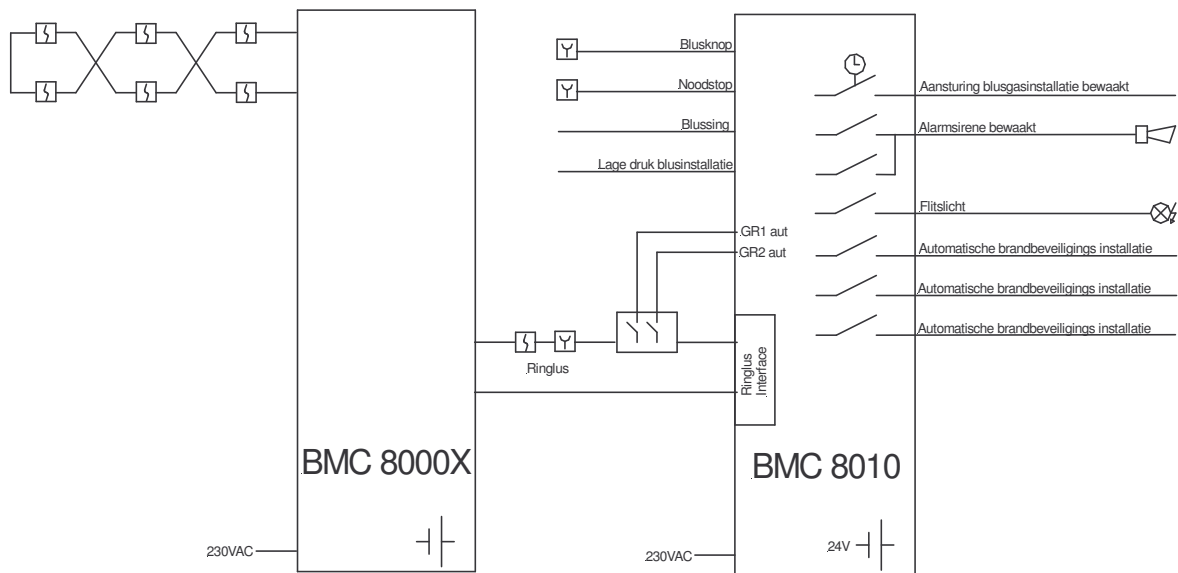 Blusknop
Noodstop
Blussing
Lage druk blusinstallatie
GR1 aut
GR2 aut
Ringlus
Ringlus
Interface
BMC 8000X
BMC 8010
230VAC
230VAC
24V
Aansturing blusgasinstallatie bewaakt
Alarmsirene bewaakt
Flitslicht
Automatische brandbeveiligings installatie
Automatische brandbeveiligings installatie
Automatische brandbeveiligings installatie